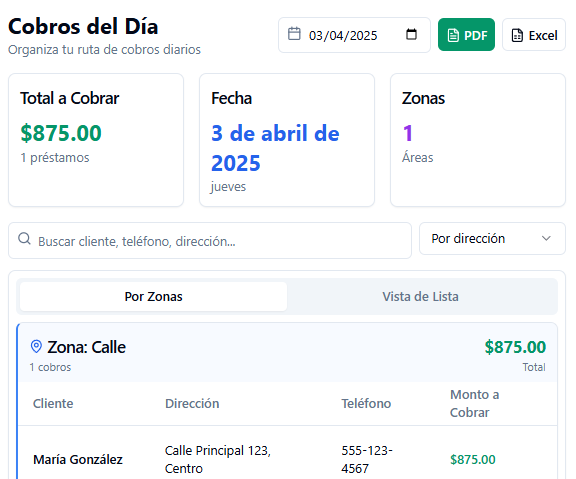 Cobros del Día
Organiza tu ruta de cobros diarios
03/04/2025
PDF
Excel
Total a Cobrar
$875.00
1 préstamos
Fecha
3 de abril de
2025
jueves
Zonas
1
Áreas
Buscar cliente, teléfono, dirección...
Por dirección
Por Zonas
Vista de Lista
Zona: Calle
$875.00
1 cobros
Total
Cliente
Dirección
Teléfono
Monto a
Cobrar
María González
Calle Principal 123,
Centro
555-123-
4567
$875.00